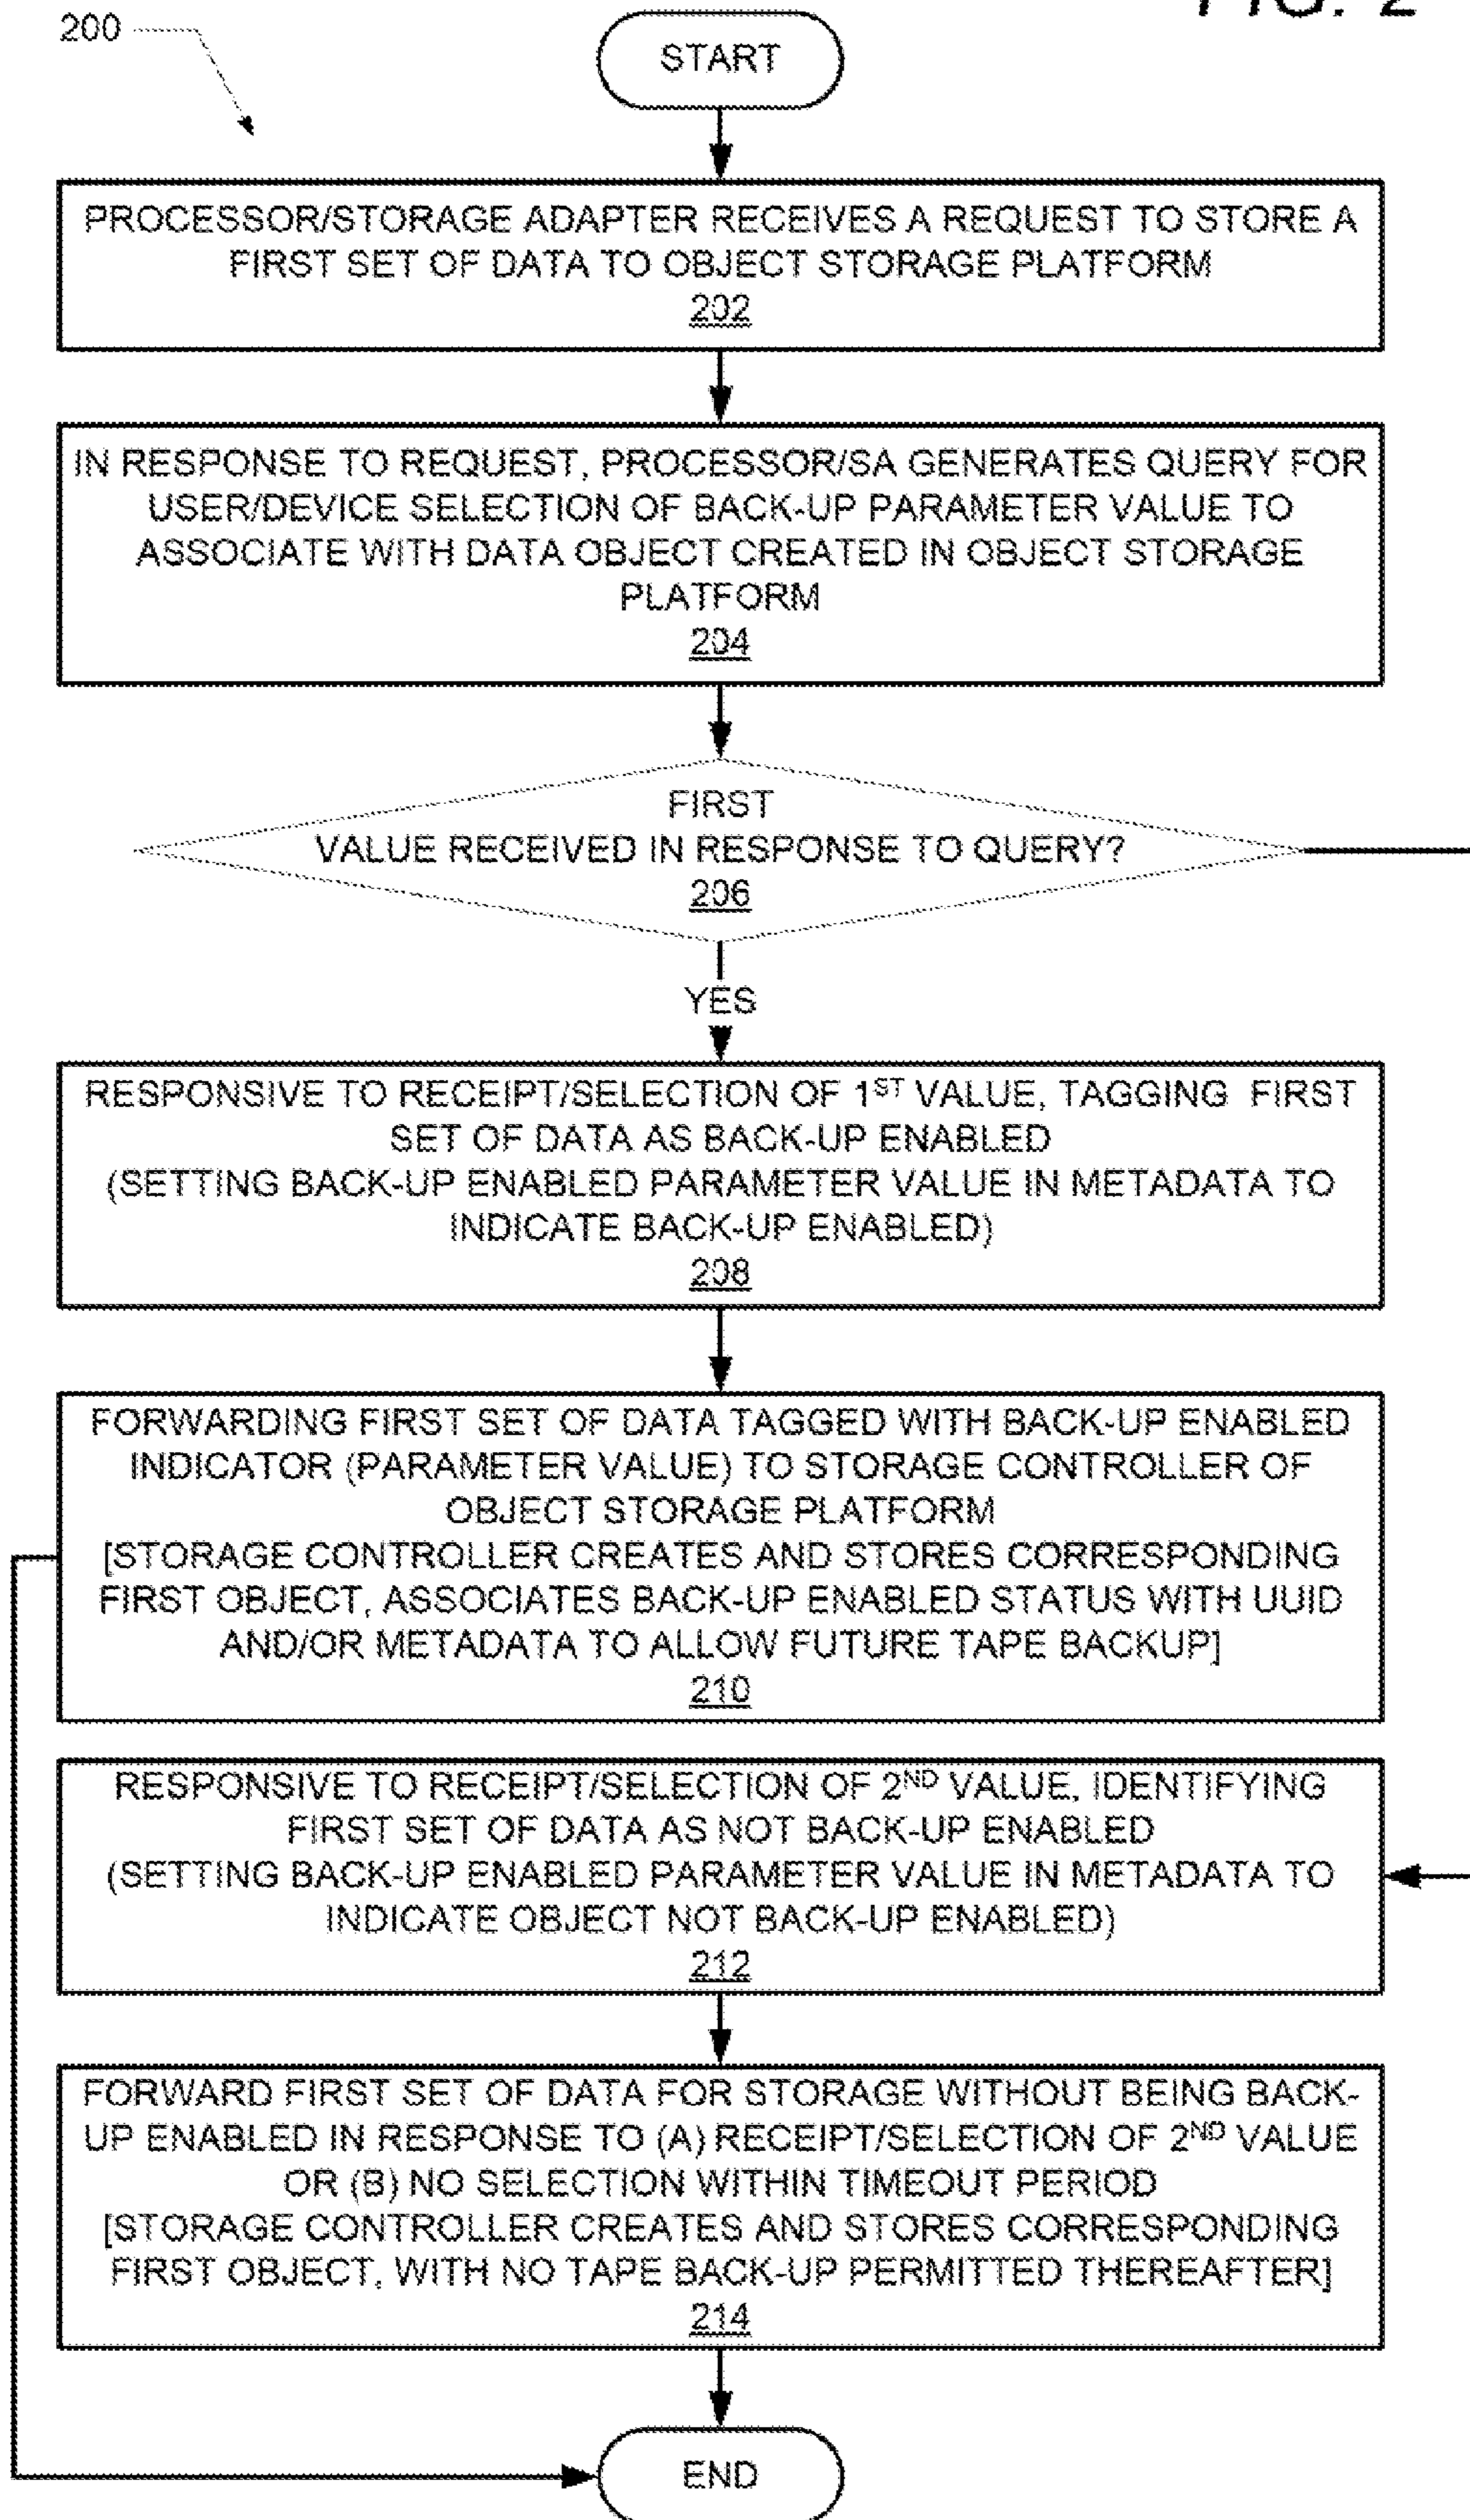 FIG. 2
200
START
PROCESSOR/STORAGE ADAPTER RECEIVES A REQUEST TO STORE A
FIRST SET OF DATA TO OBJECT STORAGE PLATFORM
202
IN RESPONSE TO REQUEST, PROCESSOR/SA GENERATES QUERY FOR
USER/DEVICE SELECTION OF BACK-UP PARAMETER VALUE TO
ASSOCIATE WITH DATA OBJECT CREATED IN OBJECT STORAGE
PLATFORM
204
FIRST
VALUE RECEIVED IN RESPONSE TO QUERY?
206
YES
RESPONSIVE TO RECEIPT/SELECTION OF 1ST VALUE, TAGGING FIRST
SET OF DATA AS BACK-UP ENABLED
(SETTING BACK-UP ENABLED PARAMETER VALUE IN METADATA TO
INDICATE BACK-UP ENABLED)
208
FORWARDING FIRST SET OF DATA TAGGED WITH BACK-UP ENABLED
INDICATOR (PARAMETER VALUE) TO STORAGE CONTROLLER OF
OBJECT STORAGE PLATFORM
[STORAGE CONTROLLER CREATES AND STORES CORRESPONDING
FIRST OBJECT, ASSOCIATES BACK-UP ENABLED STATUS WITH UUID
AND/OR METADATA TO ALLOW FUTURE TAPE BACKUP]
210
RESPONSIVE TO RECEIPT/SELECTION OF 2ND VALUE, IDENTIFYING
FIRST SET OF DATA AS NOT BACK-UP ENABLED
(SETTING BACK-UP ENABLED PARAMETER VALUE IN METADATA TO
INDICATE OBJECT NOT BACK-UP ENABLED)
212
FORWARD FIRST SET OF DATA FOR STORAGE WITHOUT BEING BACK-
UP ENABLED IN RESPONSE TO (A) RECEIPT/SELECTION OF 2ND VALUE
OR (B) NO SELECTION WITHIN TIMEOUT PERIOD
[STORAGE CONTROLLER CREATES AND STORES CORRESPONDING
FIRST OBJECT, WITH NO TAPE BACK-UP PERMITTED THEREAFTER]
214
END